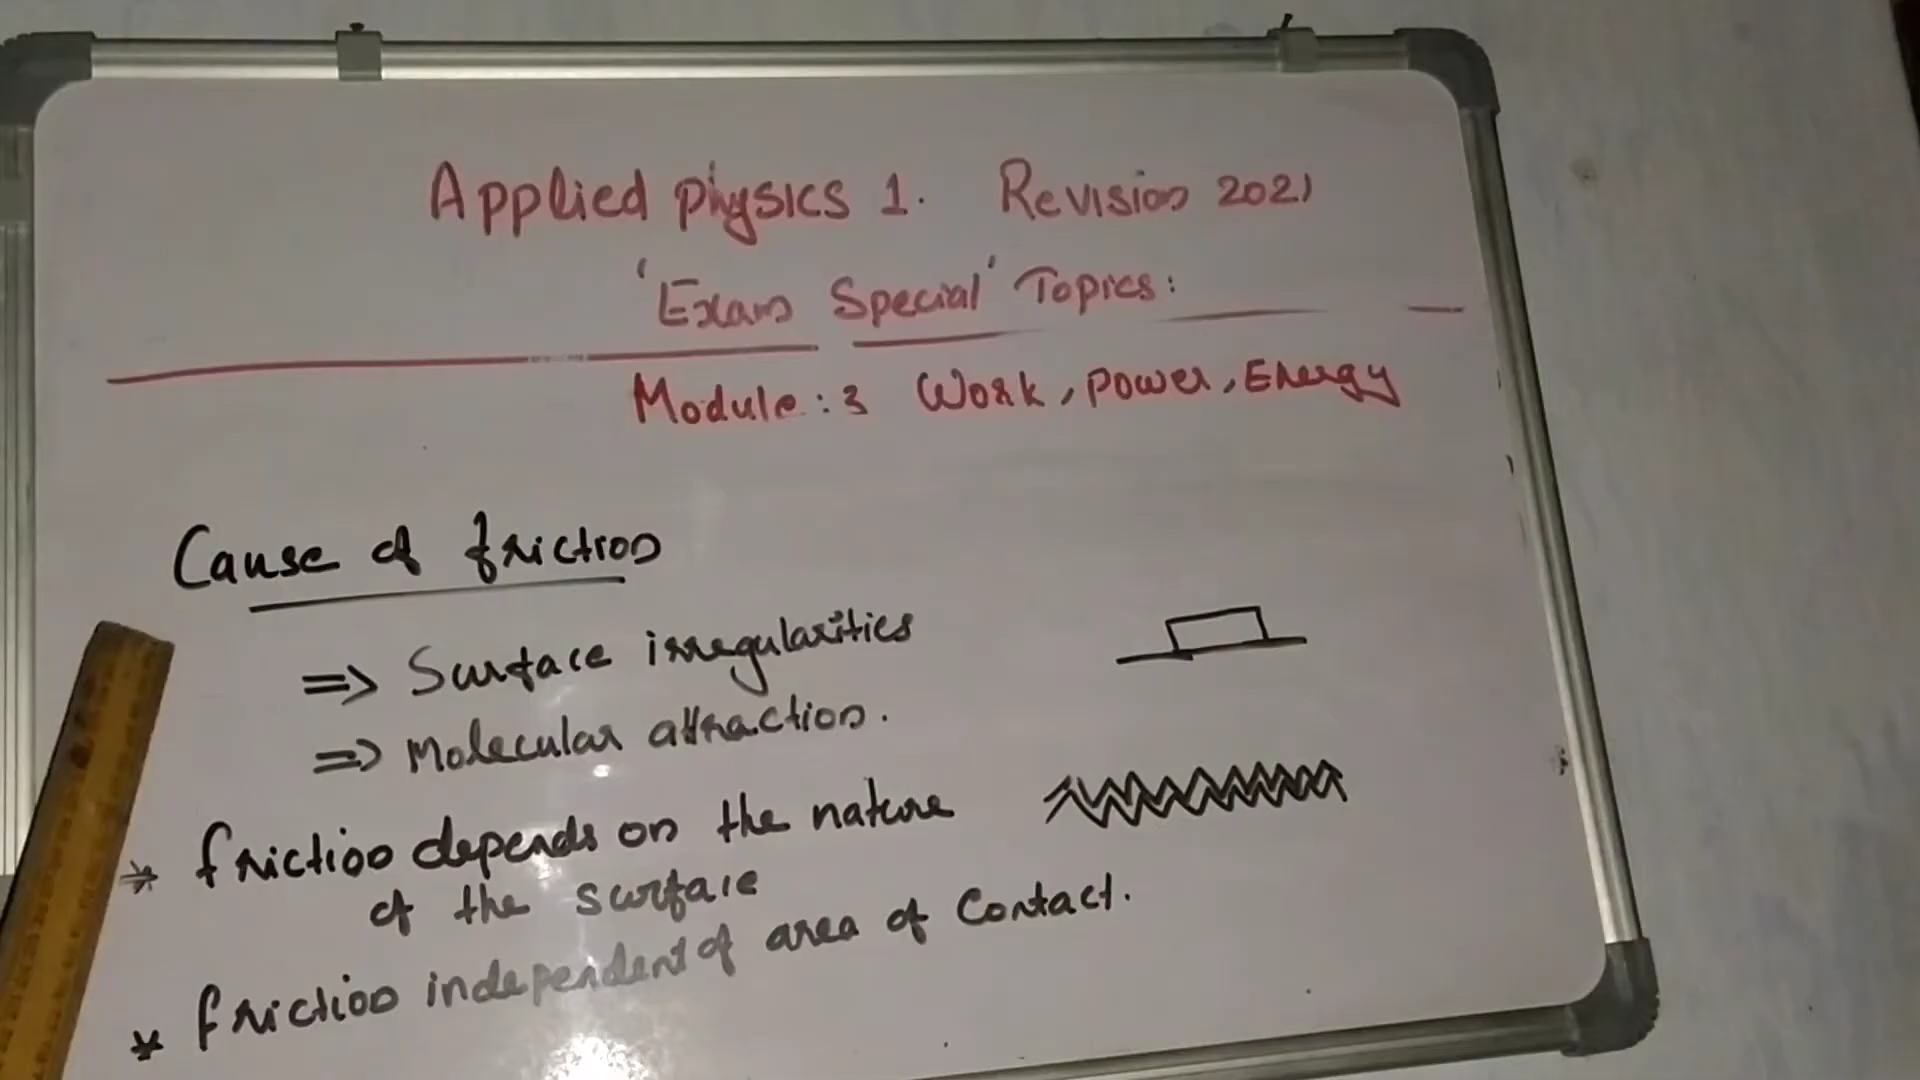 Applied physics 1. Revision 2021
'Exam Special' Topics:
Module: 3 Work, Power, Energy
Cause of friction
=> Surface irregularities
=> Molecular attraction.
* friction depends on the nature
of the surface
* friction independent of area of Contact.